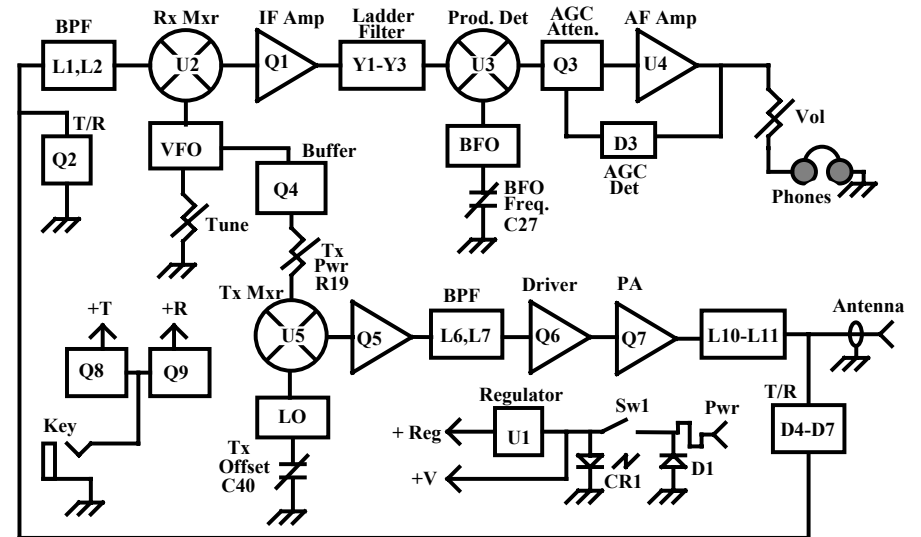 Rx Mxr
IF Amp
Ladder
Filter
Prod. Det
AGC
Atten.
AF Amp
BPF
L1,L2
U2
Q1
Y1-Y3
U3
Q3
U4
T/R
Q2
VFO
Buffer
Q4
BFO
D3
AGC
Det
Vol
Phones
Tune
BFO
Freq.
C27
Tx
Pwr
R19
Tx Mxr
U5
Q5
BPF
L6,L7
Driver
Q6
PA
Q7
L10-L11
Antenna
+T
+R
Q8
Q9
Key
LO
Tx
Offset
C40
Regulator
U1
+ Reg
+V
Sw1
CR1
D1
Pwr
T/R
D4-D7